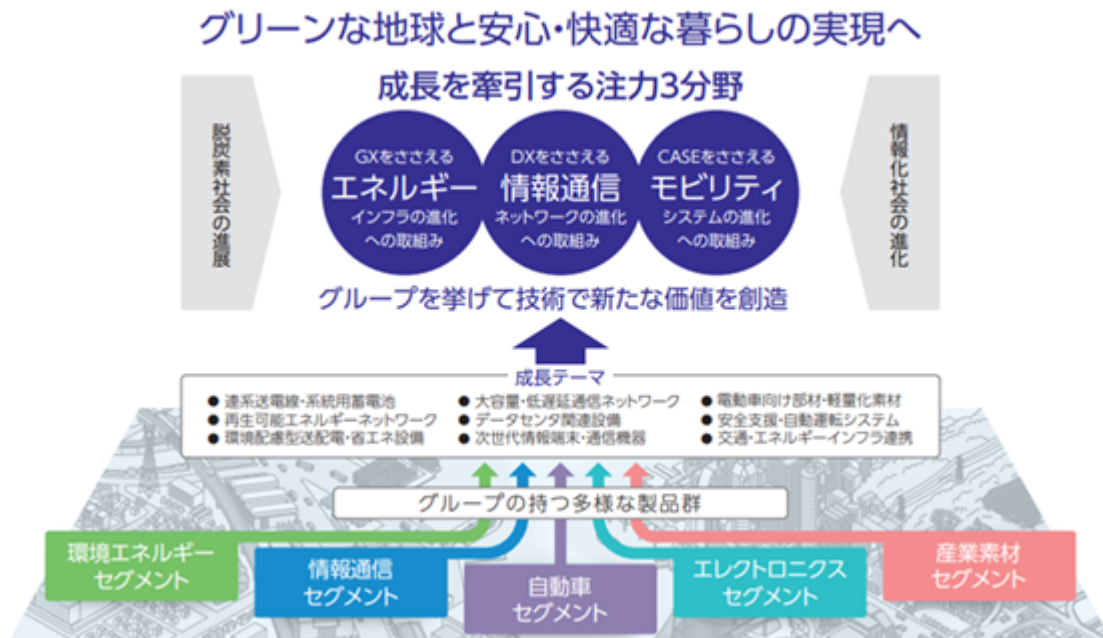 グリーンな地球と安心・快適な暮らしの実現へ
成長を牽引する注力3分野
脱炭素社会の進展
GXをささえる
エネルギー
インフラの進化
への取組み
DXをささえる
情報通信
ネットワークの進化
への取組み
CASEをささえる
モビリティ
システムの進化
への取組み
情報化社会の進化
グループを挙げて技術で新たな価値を創造
成長テーマ
● 連系送電線・系統用蓄電池
● 再生可能エネルギーネットワーク
● 環境配慮型送配電・省エネ設備
● 大容量・低遅延通信ネットワーク
● データセンタ関連設備
● 次世代情報端末・通信機器
● 電動車向け部材・軽量化素材
● 安全支援・自動運転システム
● 交通・エネルギーインフラ連携
グループの持つ多様な製品群
環境エネルギー
セグメント
情報通信
セグメント
自動車
セグメント
エレクトロニクス
セグメント
産業素材
セグメント